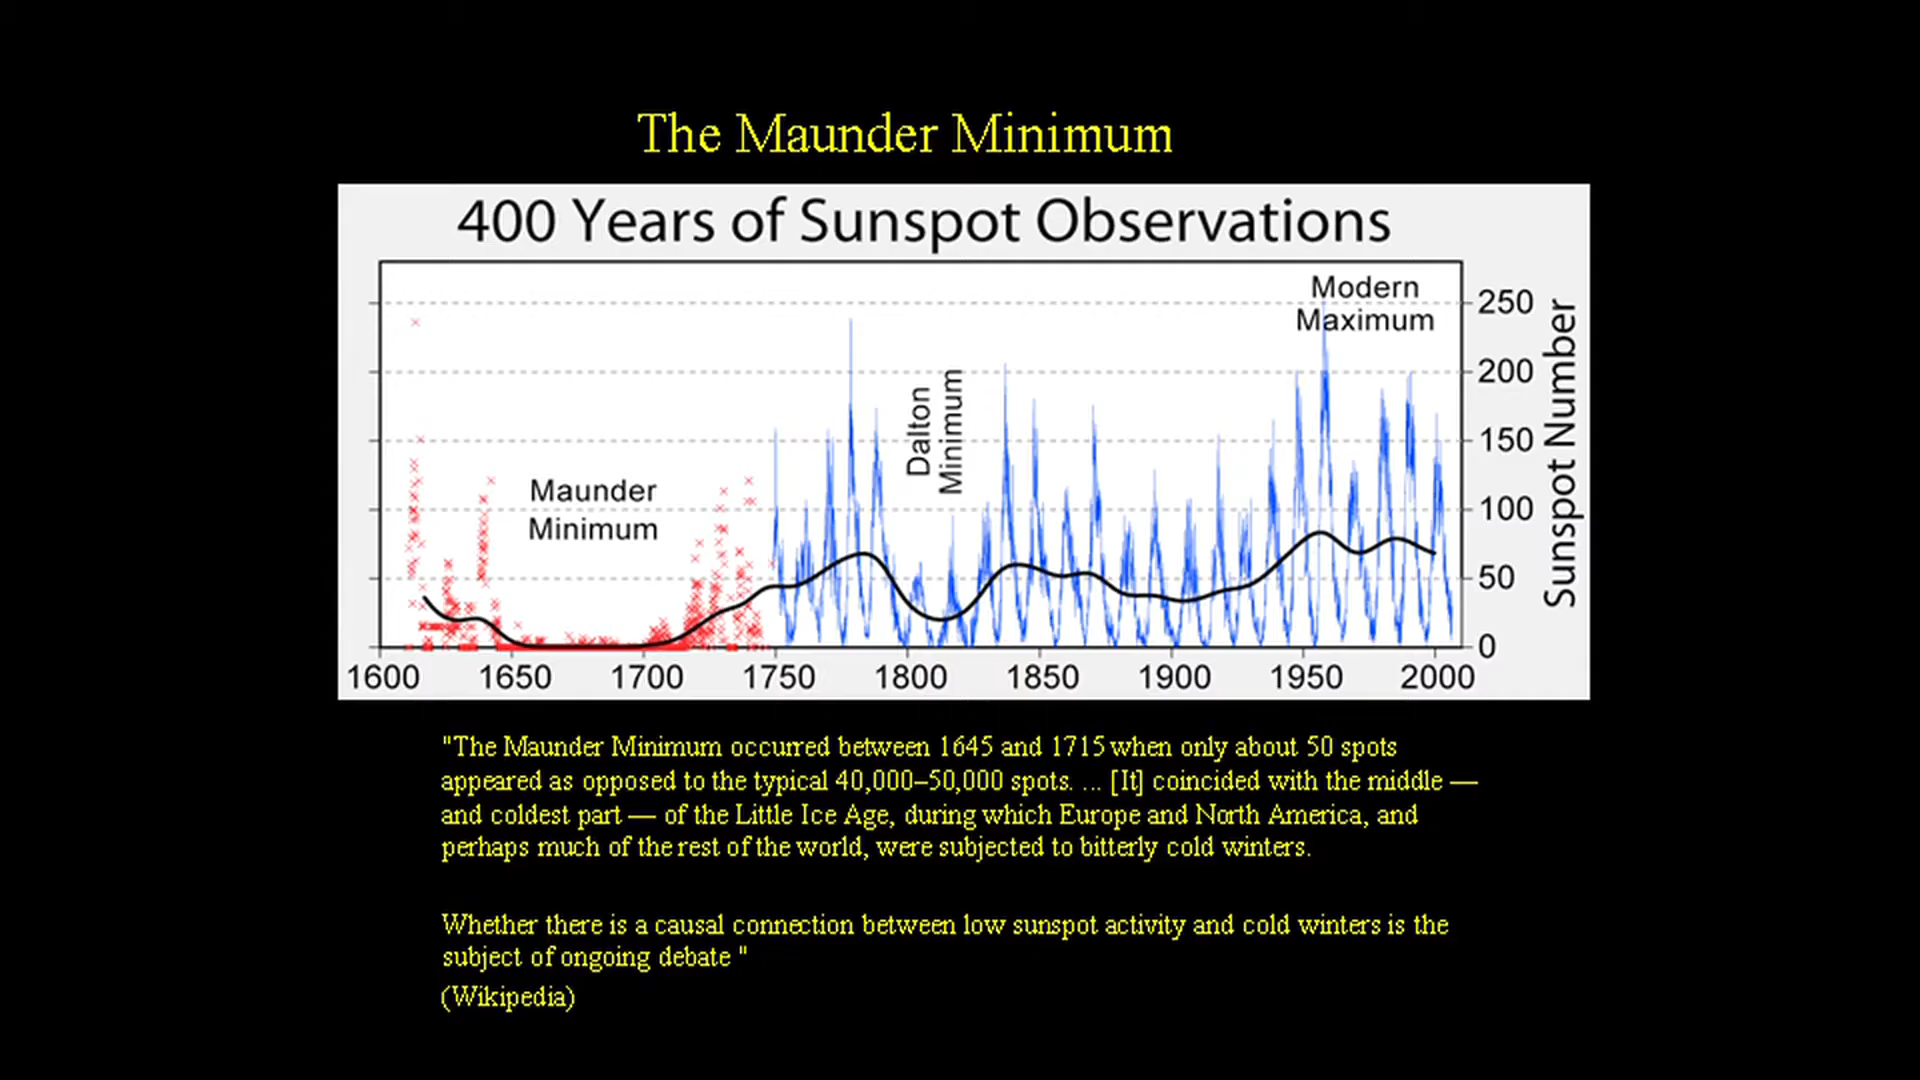 The Maunder Minimum
400 Years of Sunspot Observations
Modern
Maximum
250
200
150
100
50
0
Sunspot Number
Dalton
Minimum
Maunder
Minimum
1600 1650 1700 1750 1800 1850 1900 1950 2000
"The Maunder Minimum occurred between 1645 and 1715 when only about 50 spots
appeared as opposed to the typical 40,000–50,000 spots. ... [It] coincided with the middle —
and coldest part — of the Little Ice Age, during which Europe and North America, and
perhaps much of the rest of the world, were subjected to bitterly cold winters.
Whether there is a causal connection between low sunspot activity and cold winters is the
subject of ongoing debate "
(Wikipedia)